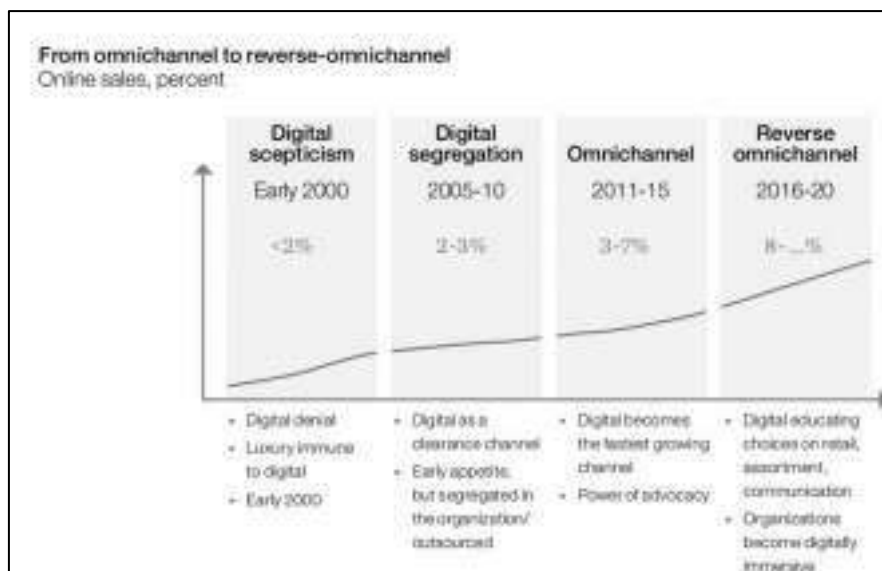 From omnichannel to reverse-omnichannel
Online sales, percent
Digital
scepticism
Early 2000
<2%
Digital
segregation
2005-10
2-3%
Omnichannel
2011-15
3-7%
Reverse
omnichannel
2016-20
8-...%
• Digital denial
• Luxury immune
to digital
• Early 2000
• Digital as a
clearance channel
• Early appetite,
but segregated in
the organization/
outsourced
• Digital becomes
the fastest growing
channel
• Power of advocacy
• Digital educating
choices on retail,
assortment,
communication
• Organizations
become digitally
immersive